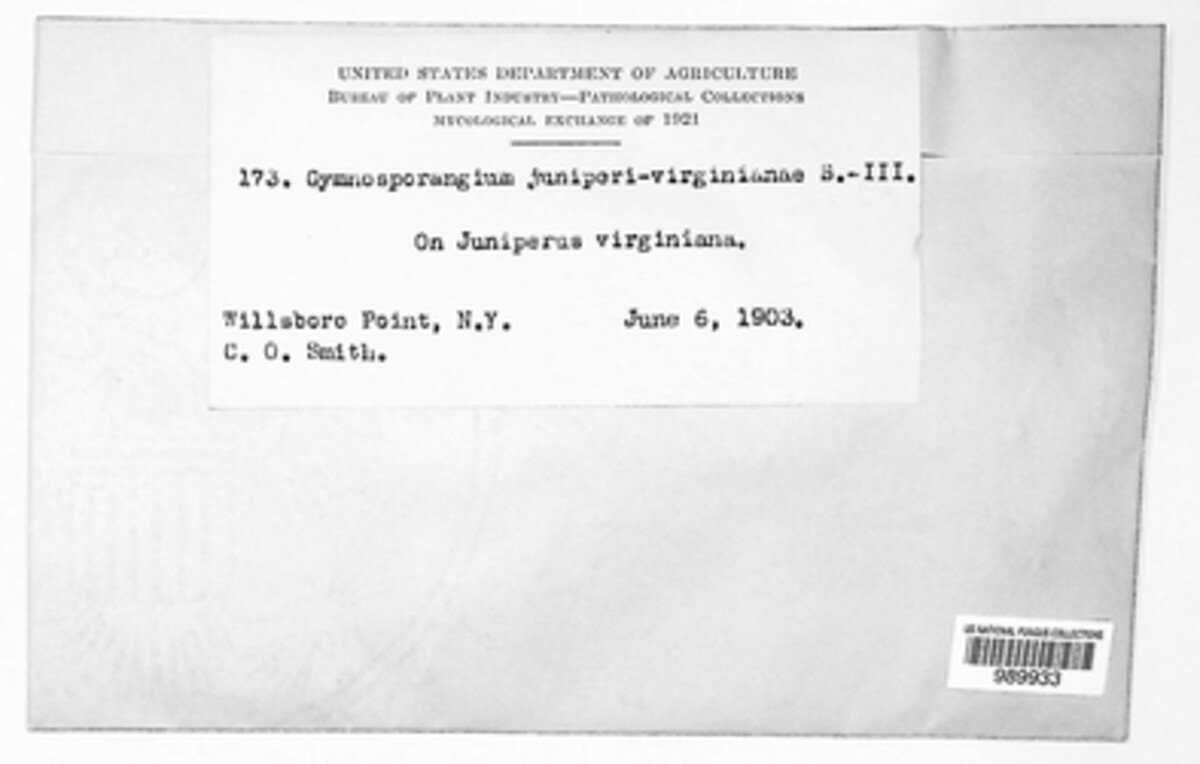 UNITED STATES DEPARTMENT OF AGRICULTURE
BUREAU OF PLANT INDUSTRY—PATHOLOGICAL COLLECTIONS
MYCOLOGICAL EXCHANGE OF 1921
173. Gymnosporangium juniperi-virginianae S.-III.
On Juniperus virginiana.
Willsboro Point, N.Y. June 6, 1903.
C. O. Smith.
US NATIONAL FUNGUS COLLECTIONS
989933